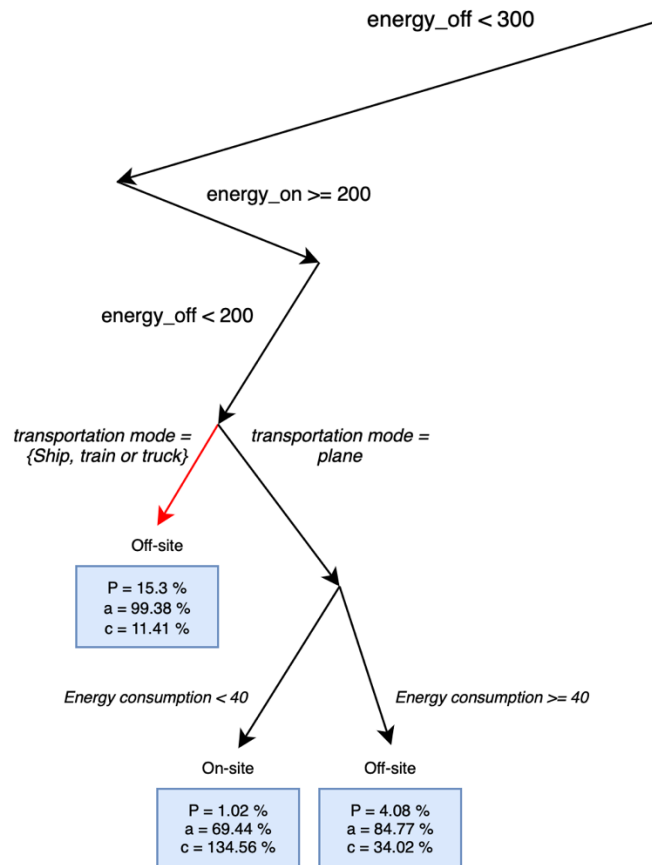 energy_off < 300
energy_on >= 200
energy_off < 200
transportation mode =
{Ship, train or truck}
transportation mode =
plane
Off-site
P = 15.3 %
a = 99.38 %
c = 11.41 %
Energy consumption < 40
Energy consumption >= 40
On-site
P = 1.02 %
a = 69.44 %
c = 134.56 %
Off-site
P = 4.08 %
a = 84.77 %
c = 34.02 %